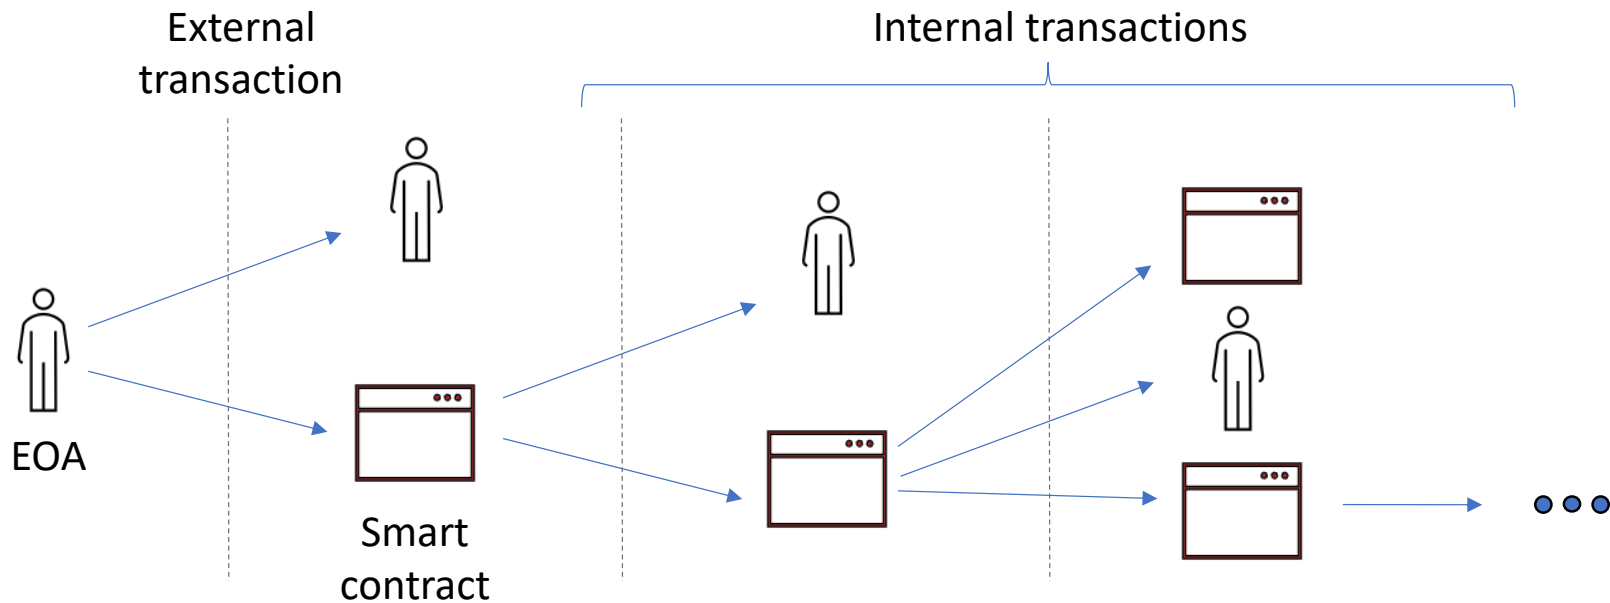 External
transaction
Internal transactions
EOA
Smart
contract